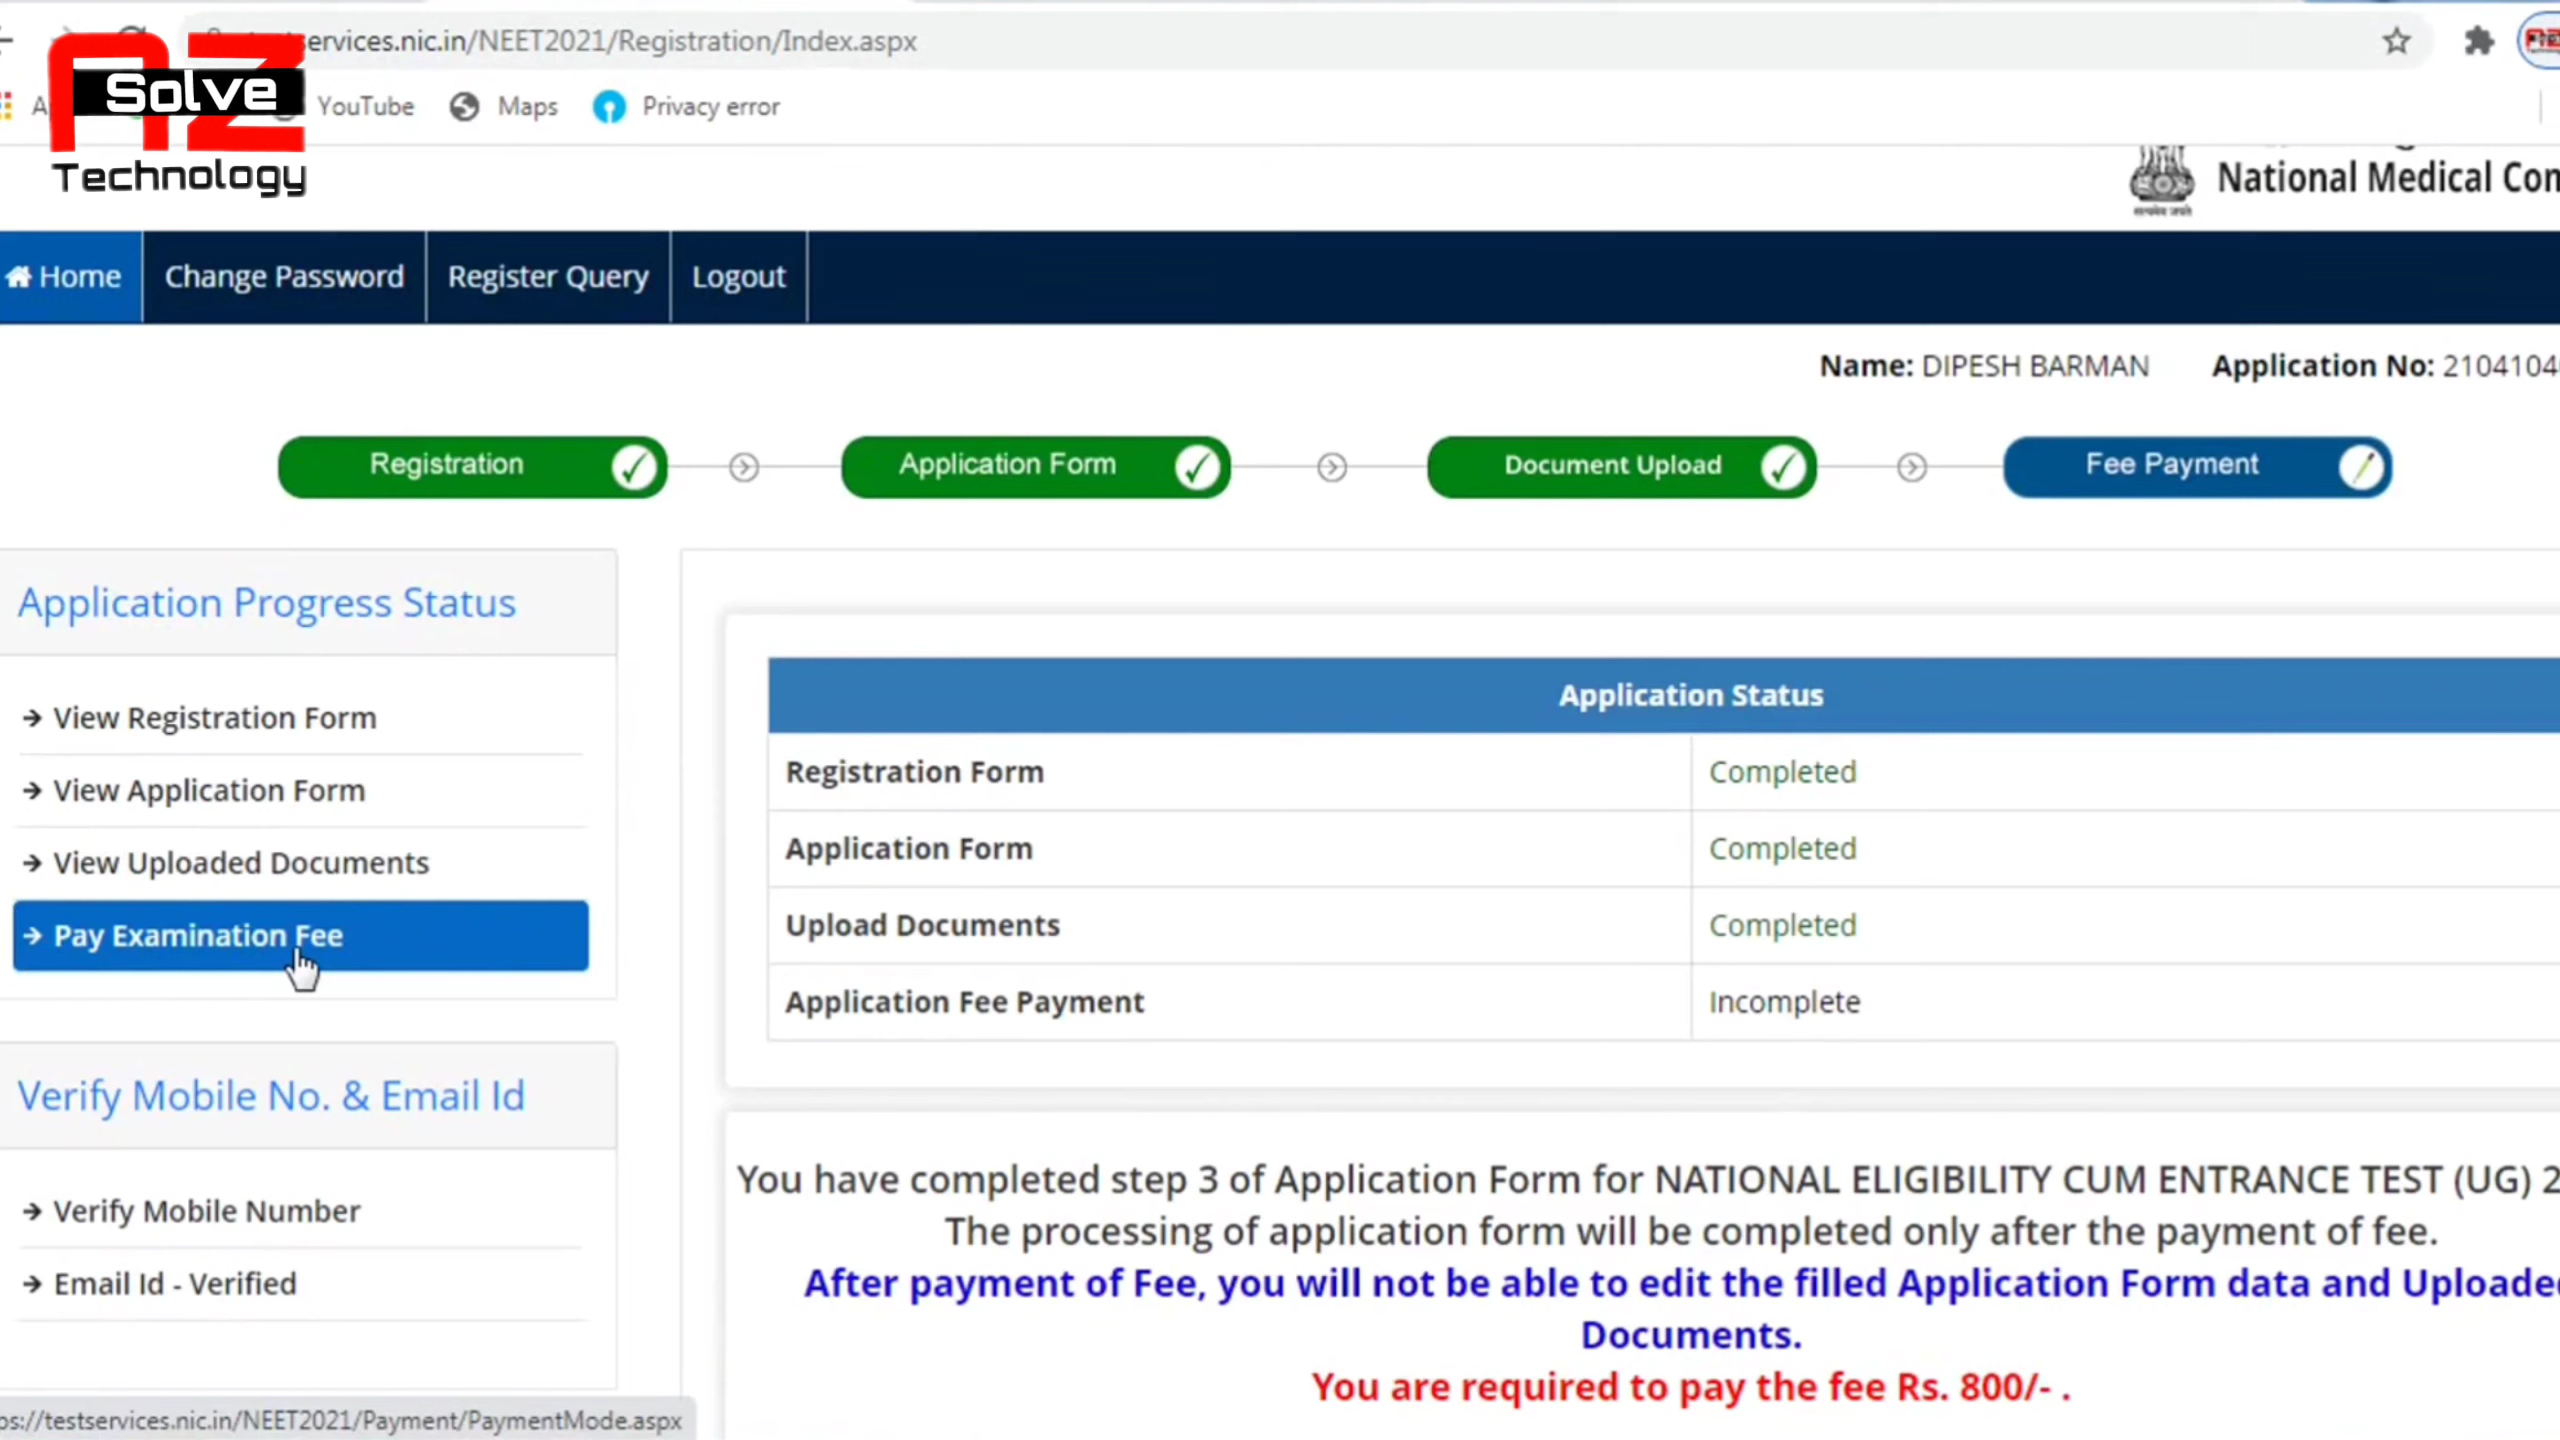 services.nic.in/NEET2021/Registration/Index.aspx
AZ
Solve
Technology
YouTube
Maps
Privacy error
National Medical Com
Home
Change Password
Register Query
Logout
Name: DIPESH BARMAN
Application No: 2104104
Registration
Application Form
Document Upload
Fee Payment
Application Progress Status
View Registration Form
View Application Form
View Uploaded Documents
Pay Examination Fee
Verify Mobile No. & Email Id
Verify Mobile Number
Email Id - Verified
Application Status
Registration Form Completed
Application Form Completed
Upload Documents Completed
Application Fee Payment Incomplete
You have completed step 3 of Application Form for NATIONAL ELIGIBILITY CUM ENTRANCE TEST (UG) 2
The processing of application form will be completed only after the payment of fee.
After payment of Fee, you will not be able to edit the filled Application Form data and Uploaded
Documents.
You are required to pay the fee Rs. 800/- .
ps://testservices.nic.in/NEET2021/Payment/PaymentMode.aspx